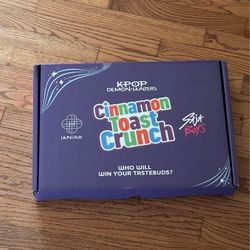 KPOP
DEMON HUNTERS
Cinnamon
Toast
Crunch
HUNTR/X
Saja
BOYS
WHO WILL
WIN YOUR TASTEBUDS?